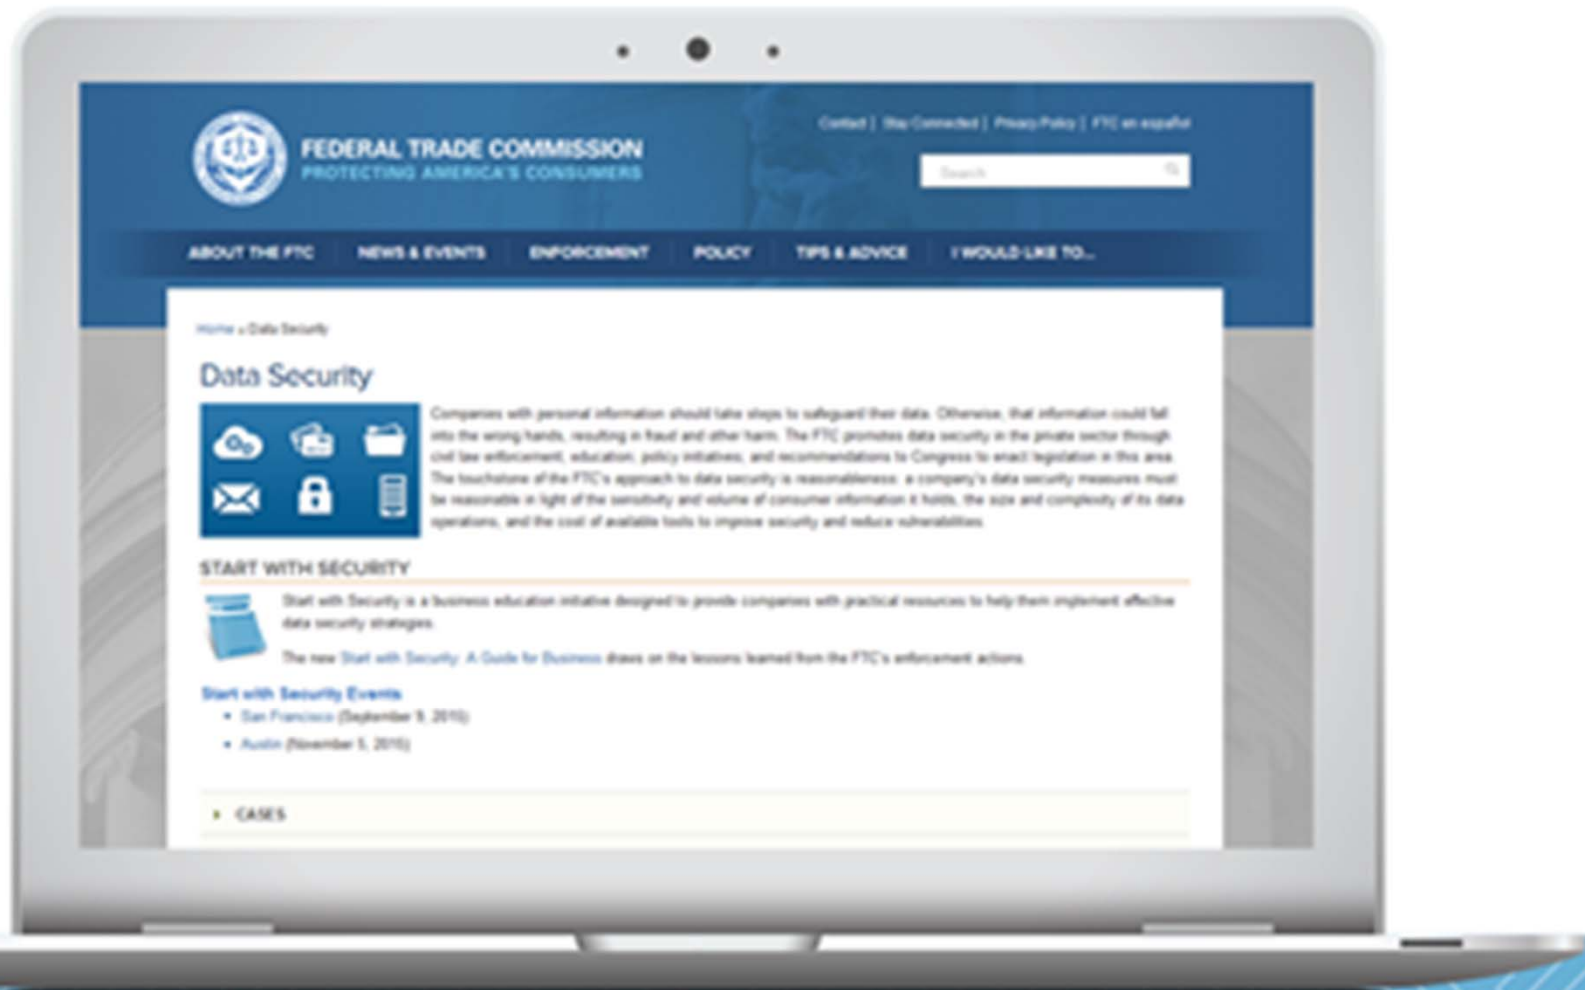 Contact | Stay Connected | Privacy Policy | FTC en español
FEDERAL TRADE COMMISSION
PROTECTING AMERICA'S CONSUMERS
Search
ABOUT THE FTC NEWS & EVENTS ENFORCEMENT POLICY TIPS & ADVICE I WOULD LIKE TO...
Home » Data Security
Data Security
Companies with personal information should take steps to safeguard their data. Otherwise, that information could fall
into the wrong hands, resulting in fraud and other harm. The FTC promotes data security in the private sector through
civil law enforcement, education, policy initiatives, and recommendations to Congress to enact legislation in this area.
The touchstone of the FTC's approach to data security is reasonableness: a company's data security measures must
be reasonable in light of the sensitivity and volume of consumer information it holds, the size and complexity of its data
operations, and the cost of available tools to improve security and reduce vulnerabilities.
START WITH SECURITY
Start with Security is a business education initiative designed to provide companies with practical resources to help them implement effective
data security strategies.
The new Start with Security: A Guide for Business draws on the lessons learned from the FTC's enforcement actions.
Start with Security Events
• San Francisco (September 9, 2015)
• Austin (November 5, 2015)
CASES